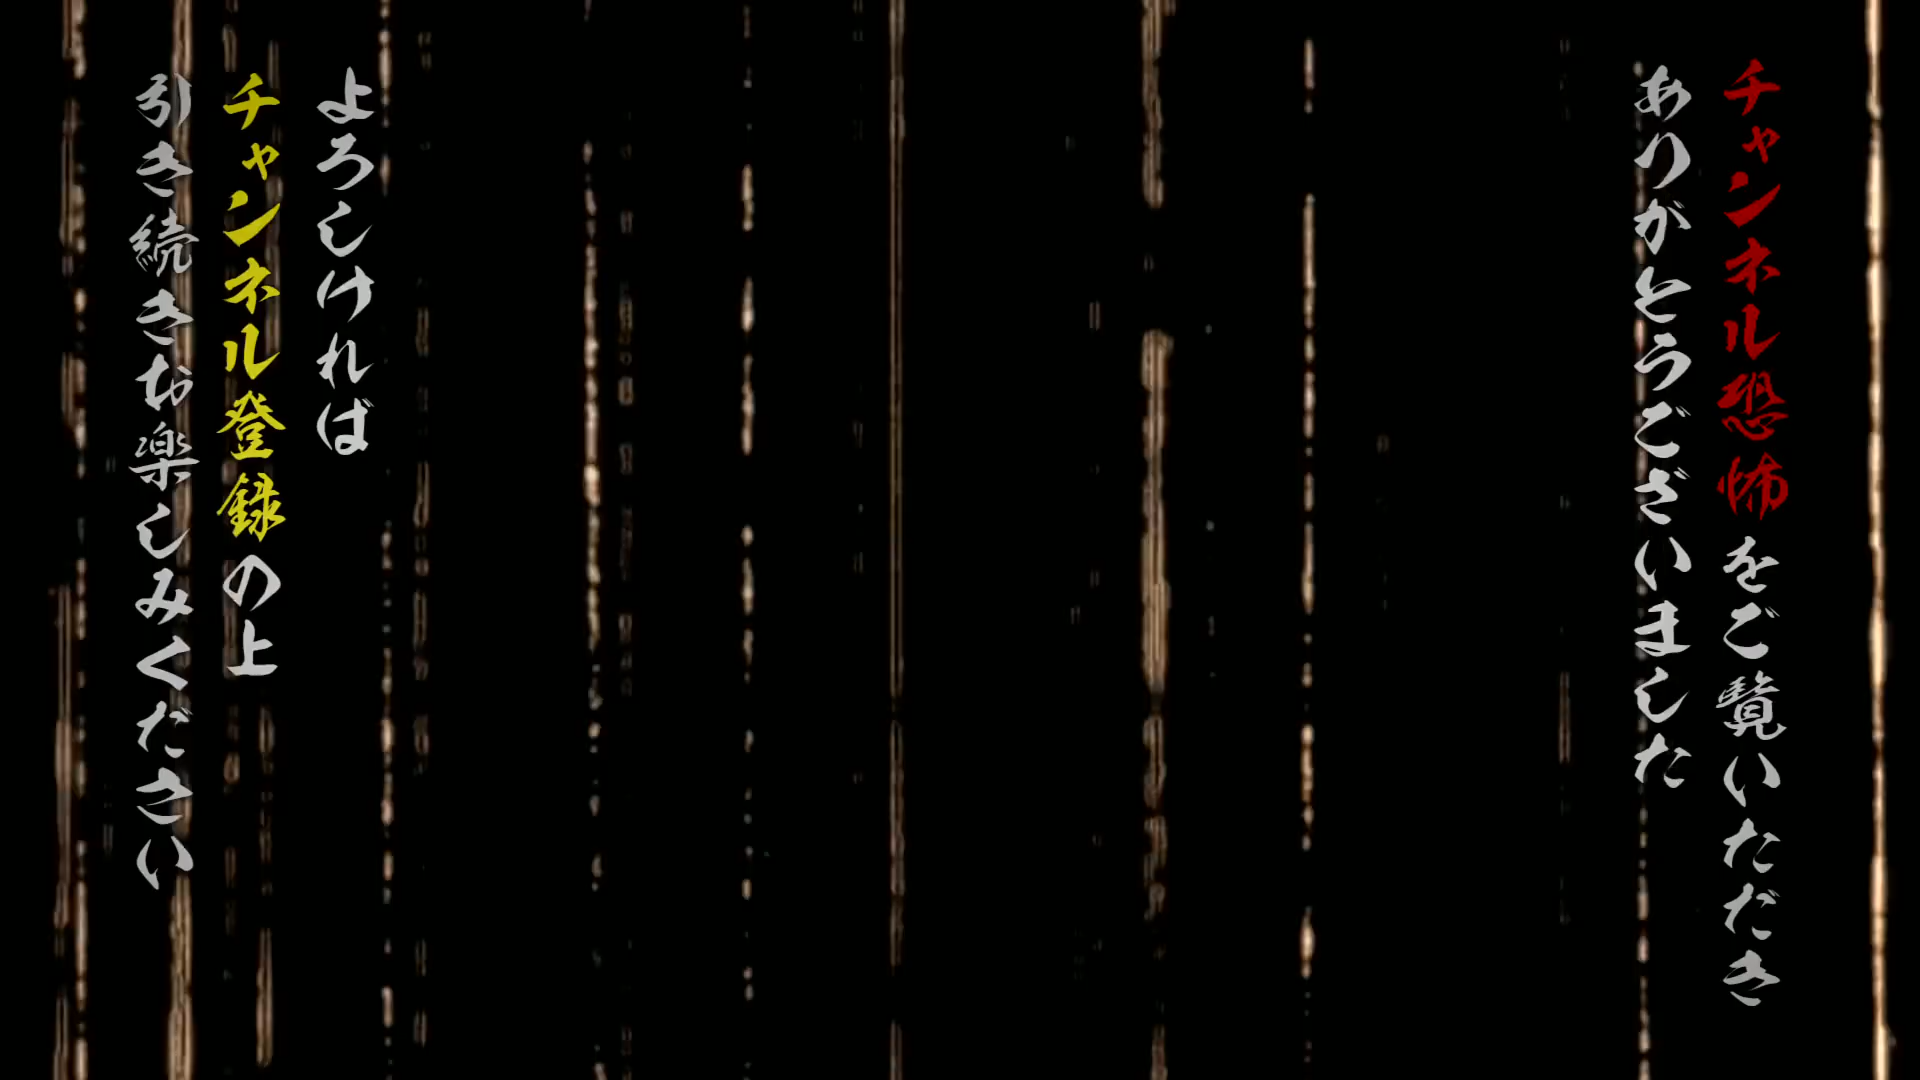 チャンネル恐怖をご覧いただき
ありがとうございました
よろしければ
チャンネル登録の上
引き続きお楽しみください